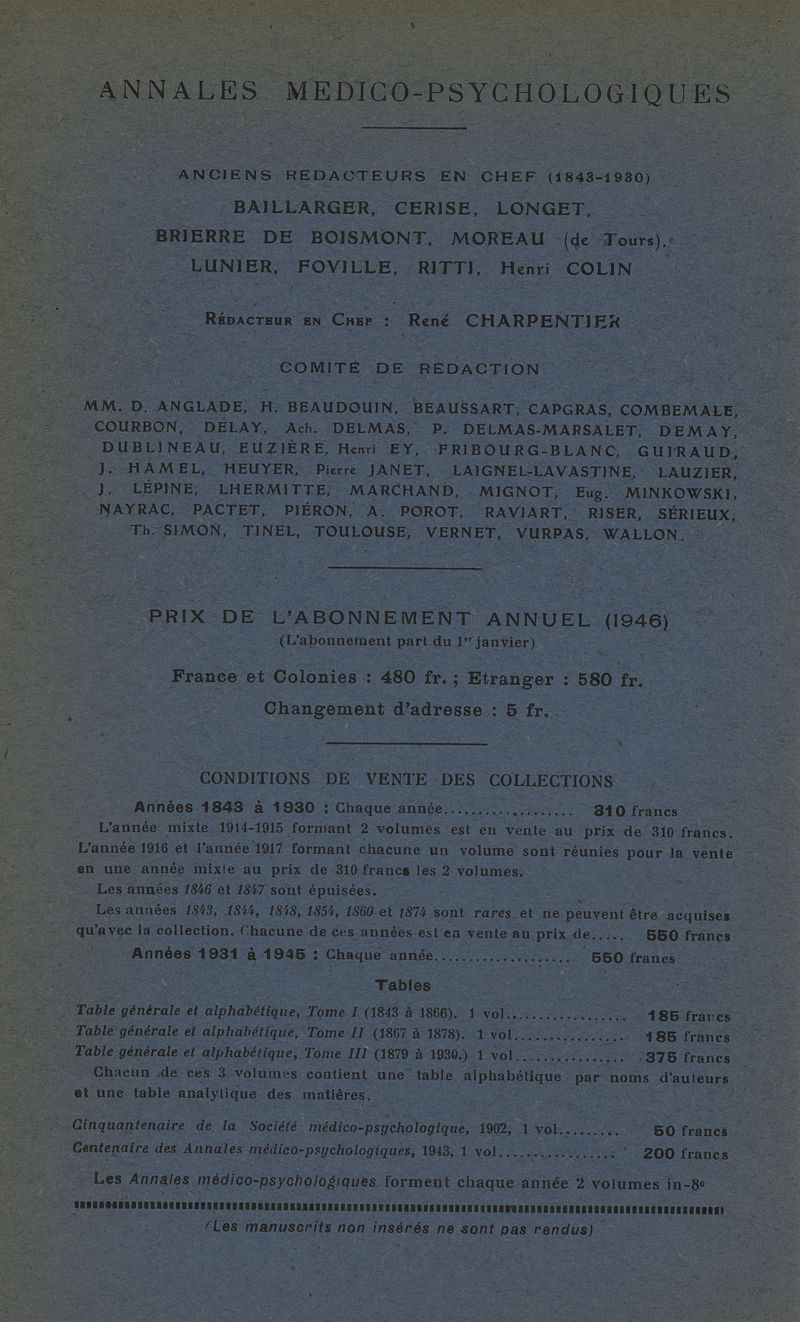 ANNALES MEDICO-PSYCHOLOGIQUES
ANCIENS REDACTEURS EN CHEF (1843-1930)
BAILLARGER, CERISE, LONGET,
BRIERRE DE BOISMONT, MOREAU (de Tours),
LUNIER, FOVILLE, RITTI, Henri COLIN
RÉDACTEUR EN CHEF : René CHARPENTIER
COMITÉ DE REDACTION
MM. D. ANGLADE, H. BEAUDOUIN, BEAUSSART, CAPGRAS, COMBEMALE,
COURBON, DELAY, Ach. DELMAS, P. DELMAS-MARSALET, DEMAY,
DUBLINEAU, EUZIÈRE, Henri EY, FRIBOURG-BLANC, GUIRAUD,
J. HAMEL, HEUYER, Pierre JANET, LAIGNEL-LAVASTINE, LAUZIER,
J. LÉPINE, LHERMITTE, MARCHAND, MIGNOT, Eug. MINKOWSKI,
NAYRAC, PACTET, PIÉRON, A. POROT, RAVIART, RISER, SÉRIEUX,
Th. SIMON, TINEL, TOULOUSE, VERNET, VURPAS, WALLON.
PRIX DE L'ABONNEMENT ANNUEL (1946)
(L'abonnement part du 1er janvier)
France et Colonies : 480 fr. ; Etranger : 580 fr.
Changement d'adresse : 5 fr.
CONDITIONS DE VENTE DES COLLECTIONS
Années 1843 à 1930 : Chaque année................... 310 francs
L'année mixte 1914-1915 formant 2 volumes est en vente au prix de 310 francs.
L'année 1916 et l'année 1917 formant chacune un volume sont réunies pour la vente
en une année mixte au prix de 310 francs les 2 volumes.
Les années 1846 et 1847 sont épuisées.
Les années 1843, 1844, 1848, 1854, 1860 et 1874 sont rares et ne peuvent être acquises
qu'avec la collection. Chacune de ces années est en vente au prix de..... 550 francs
Années 1931 à 1945 : Chaque année.................... 550 francs
Tables
Table générale et alphabétique, Tome I (1843 à 1866). 1 vol.................. 185 francs
Table générale et alphabétique, Tome II (1867 à 1878). 1 vol................. 185 francs
Table générale et alphabétique, Tome III (1879 à 1930.) 1 vol................ 375 francs
Chacun de ces 3 volumes contient une table alphabétique par noms d'auteurs
et une table analytique des matières.
Cinquantenaire de la Société médico-psychologique, 1902, 1 vol......... 50 francs
Centenaire des Annales médico-psychologiques, 1943, 1 vol.................. 200 francs
Les Annales médico-psychologiques forment chaque année 2 volumes in-8°
(Les manuscrits non insérés ne sont pas rendus)